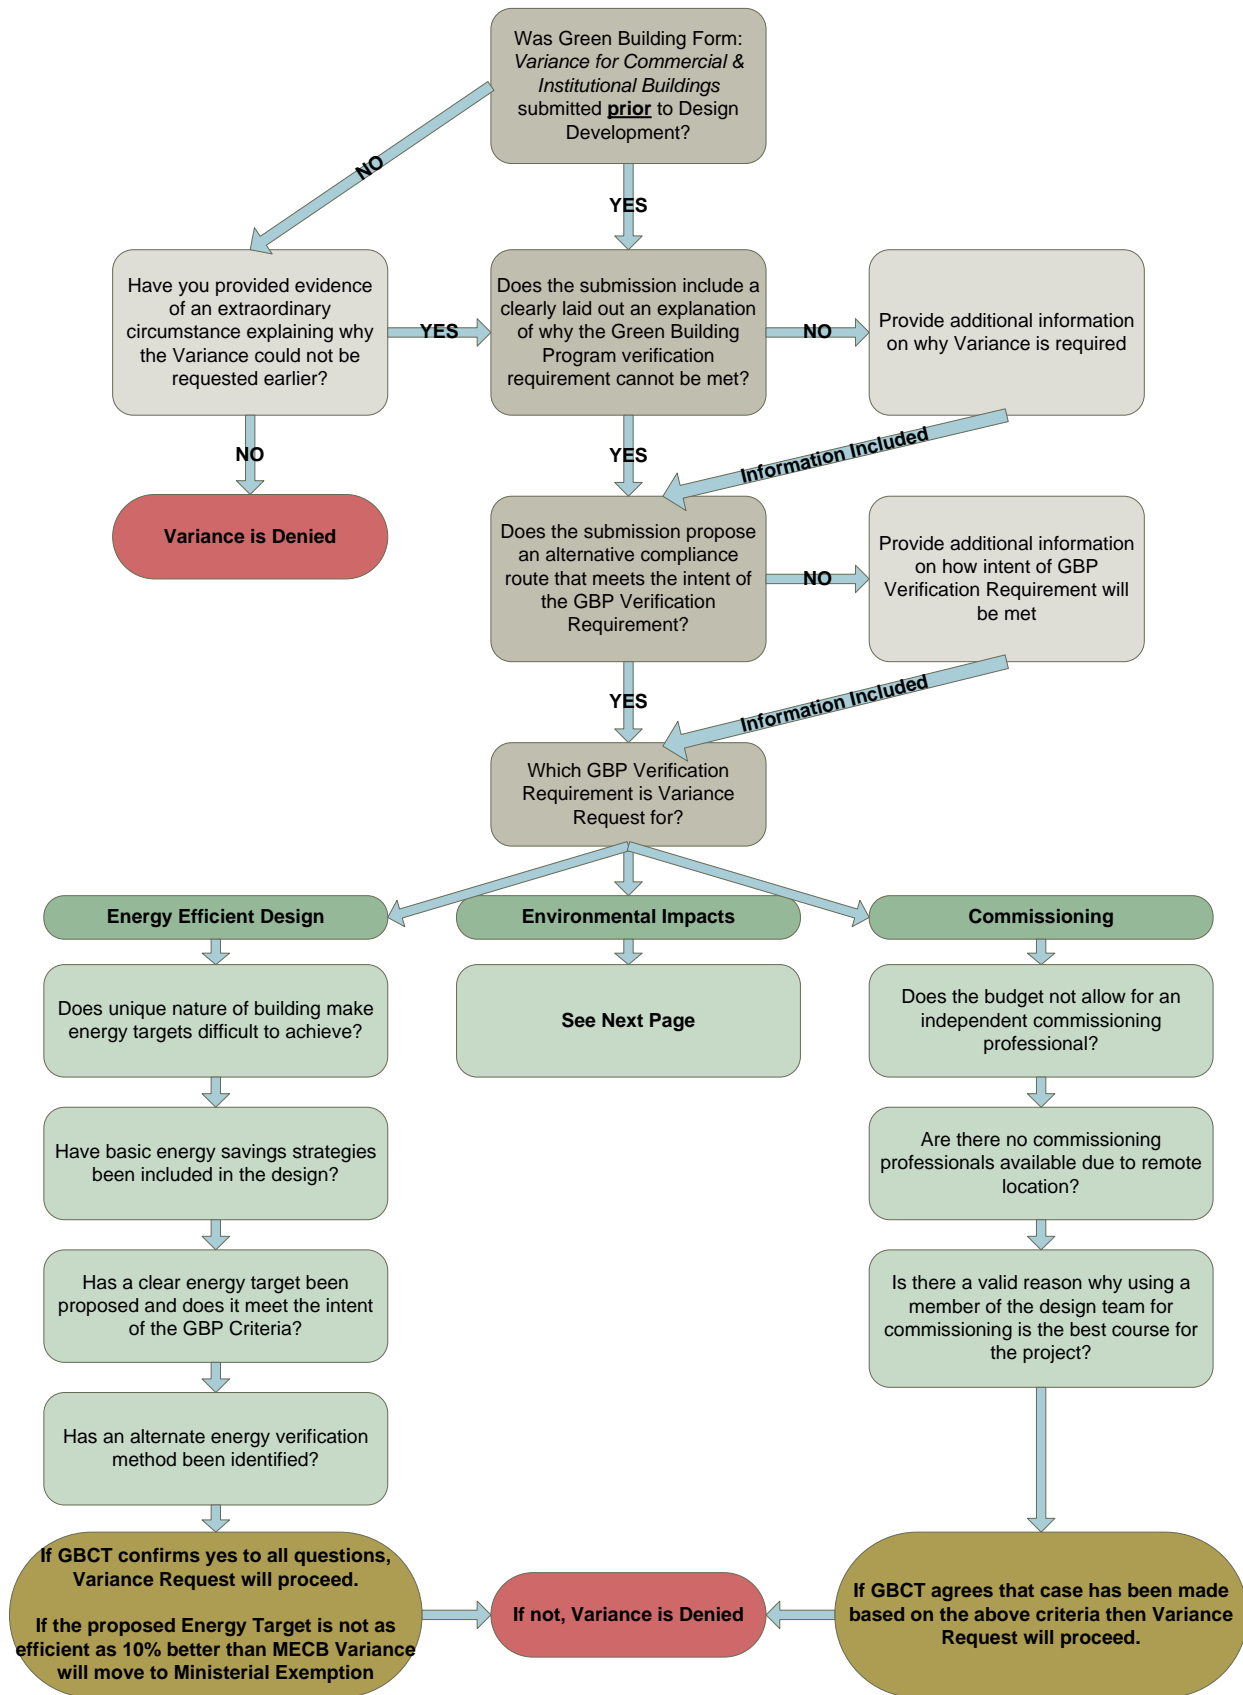 Was Green Building Form:
Variance for Commercial &
Institutional Buildings
submitted prior to Design
Development?
NO
YES
Have you provided evidence
of an extraordinary
circumstance explaining why
the Variance could not be
requested earlier?
YES
Does the submission include a
clearly laid out an explanation
of why the Green Building
Program verification
requirement cannot be met?
NO
Provide additional information
on why Variance is required
NO
YES
Information Included
Variance is Denied
Does the submission propose
an alternative compliance
route that meets the intent of
the GBP Verification
Requirement?
NO
Provide additional information
on how intent of GBP
Verification Requirement will
be met
YES
Information Included
Which GBP Verification
Requirement is Variance
Request for?
Energy Efficient Design
Environmental Impacts
Commissioning
Does unique nature of building make
energy targets difficult to achieve?
See Next Page
Does the budget not allow for an
independent commissioning
professional?
Have basic energy savings strategies
been included in the design?
Are there no commissioning
professionals available due to remote
location?
Has a clear energy target been
proposed and does it meet the intent
of the GBP Criteria?
Is there a valid reason why using a
member of the design team for
commissioning is the best course for
the project?
Has an alternate energy verification
method been identified?
If GBCT confirms yes to all questions,
Variance Request will proceed.
If the proposed Energy Target is not as
efficient as 10% better than MECB Variance
will move to Ministerial Exemption
If not, Variance is Denied
If GBCT agrees that case has been made
based on the above criteria then Variance
Request will proceed.